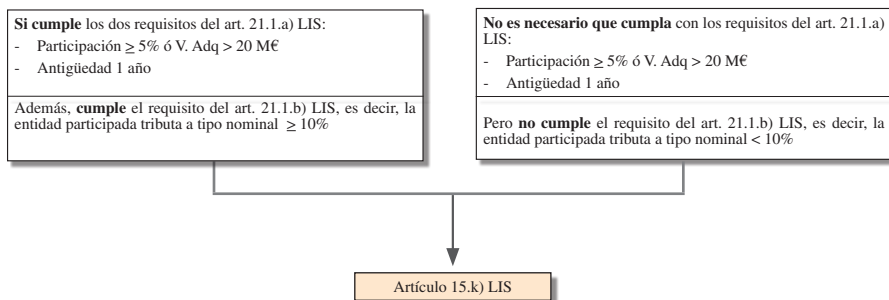 Si cumple los dos requisitos del art. 21.1.a) LIS:
- Participación ≥ 5% ó V. Adq > 20 M€
- Antigüedad 1 año
Además, cumple el requisito del art. 21.1.b) LIS, es decir, la
entidad participada tributa a tipo nominal ≥ 10%
No es necesario que cumpla con los requisitos del art. 21.1.a)
LIS:
- Participación ≥ 5% ó V. Adq > 20 M€
- Antigüedad 1 año
Pero no cumple el requisito del art. 21.1.b) LIS, es decir, la
entidad participada tributa a tipo nominal < 10%
Artículo 15.k) LIS